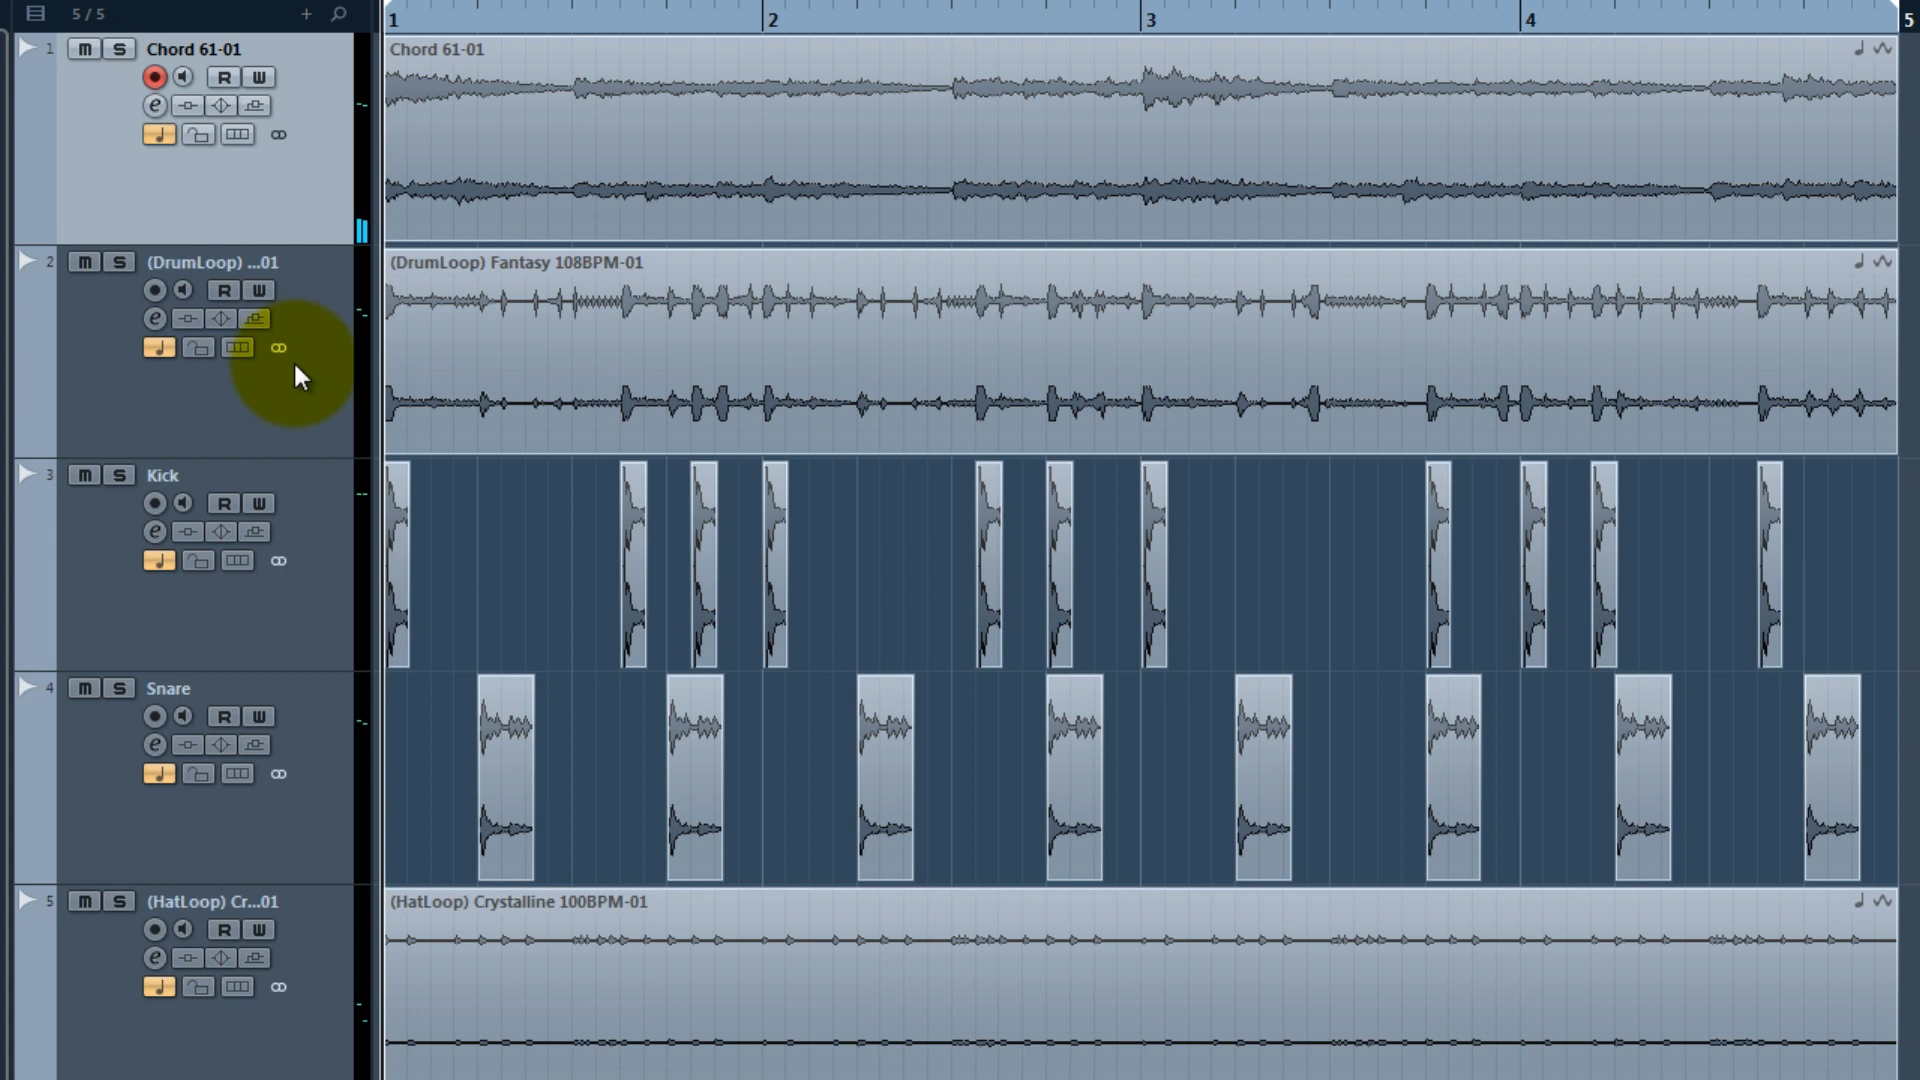 5 / 5
1 2 3 4 5
1 M S Chord 61-01
R W
e
Chord 61-01
2 M S (DrumLoop) ...01
R W
e
(DrumLoop) Fantasy 108BPM-01
3 M S Kick
R W
e
4 M S Snare
R W
e
5 M S (HatLoop) Cr...01
R W
e
(HatLoop) Crystalline 100BPM-01